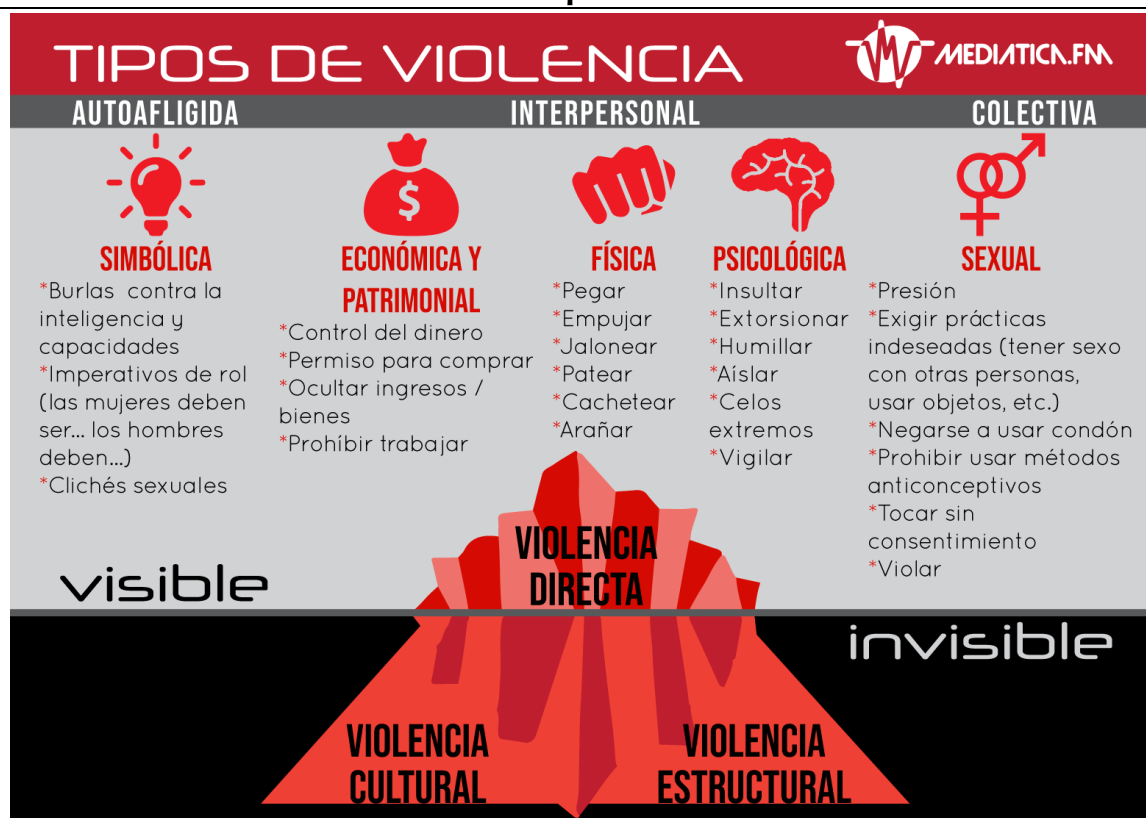 TIPOS DE VIOLENCIA
MEDIATICA.FM
AUTOAFLIGIDA
INTERPERSONAL
COLECTIVA
SIMBÓLICA
*Burlas contra la
inteligencia y
capacidades
*Imperativos de rol
(las mujeres deben
ser... los hombres
deben...)
*Clichés sexuales
ECONÓMICA Y
PATRIMONIAL
*Control del dinero
*Permiso para comprar
*Ocultar ingresos /
bienes
*Prohíbir trabajar
FÍSICA
*Pegar
*Empujar
*Jalonear
*Patear
*Cachetear
*Arañar
PSICOLÓGICA
*Insultar
*Extorsionar
*Humillar
*Aíslar
*Celos
extremos
*Vigilar
SEXUAL
*Presión
*Exigir prácticas
indeseadas (tener sexo
con otras personas,
usar objetos, etc.)
*Negarse a usar condón
*Prohibir usar métodos
anticonceptivos
*Tocar sin
consentimiento
*Violar
$
VIOLENCIA
DIRECTA
visible
invisible
VIOLENCIA
CULTURAL
VIOLENCIA
ESTRUCTURAL